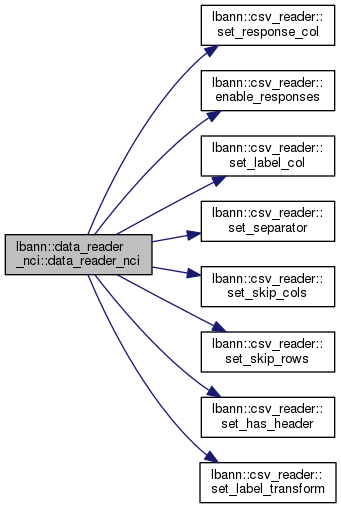 lbann::csv_reader::
set_response_col
lbann::csv_reader::
enable_responses
lbann::csv_reader::
set_label_col
lbann::csv_reader::
set_separator
lbann::data_reader
_nci::data_reader_nci
lbann::csv_reader::
set_skip_cols
lbann::csv_reader::
set_skip_rows
lbann::csv_reader::
set_has_header
lbann::csv_reader::
set_label_transform